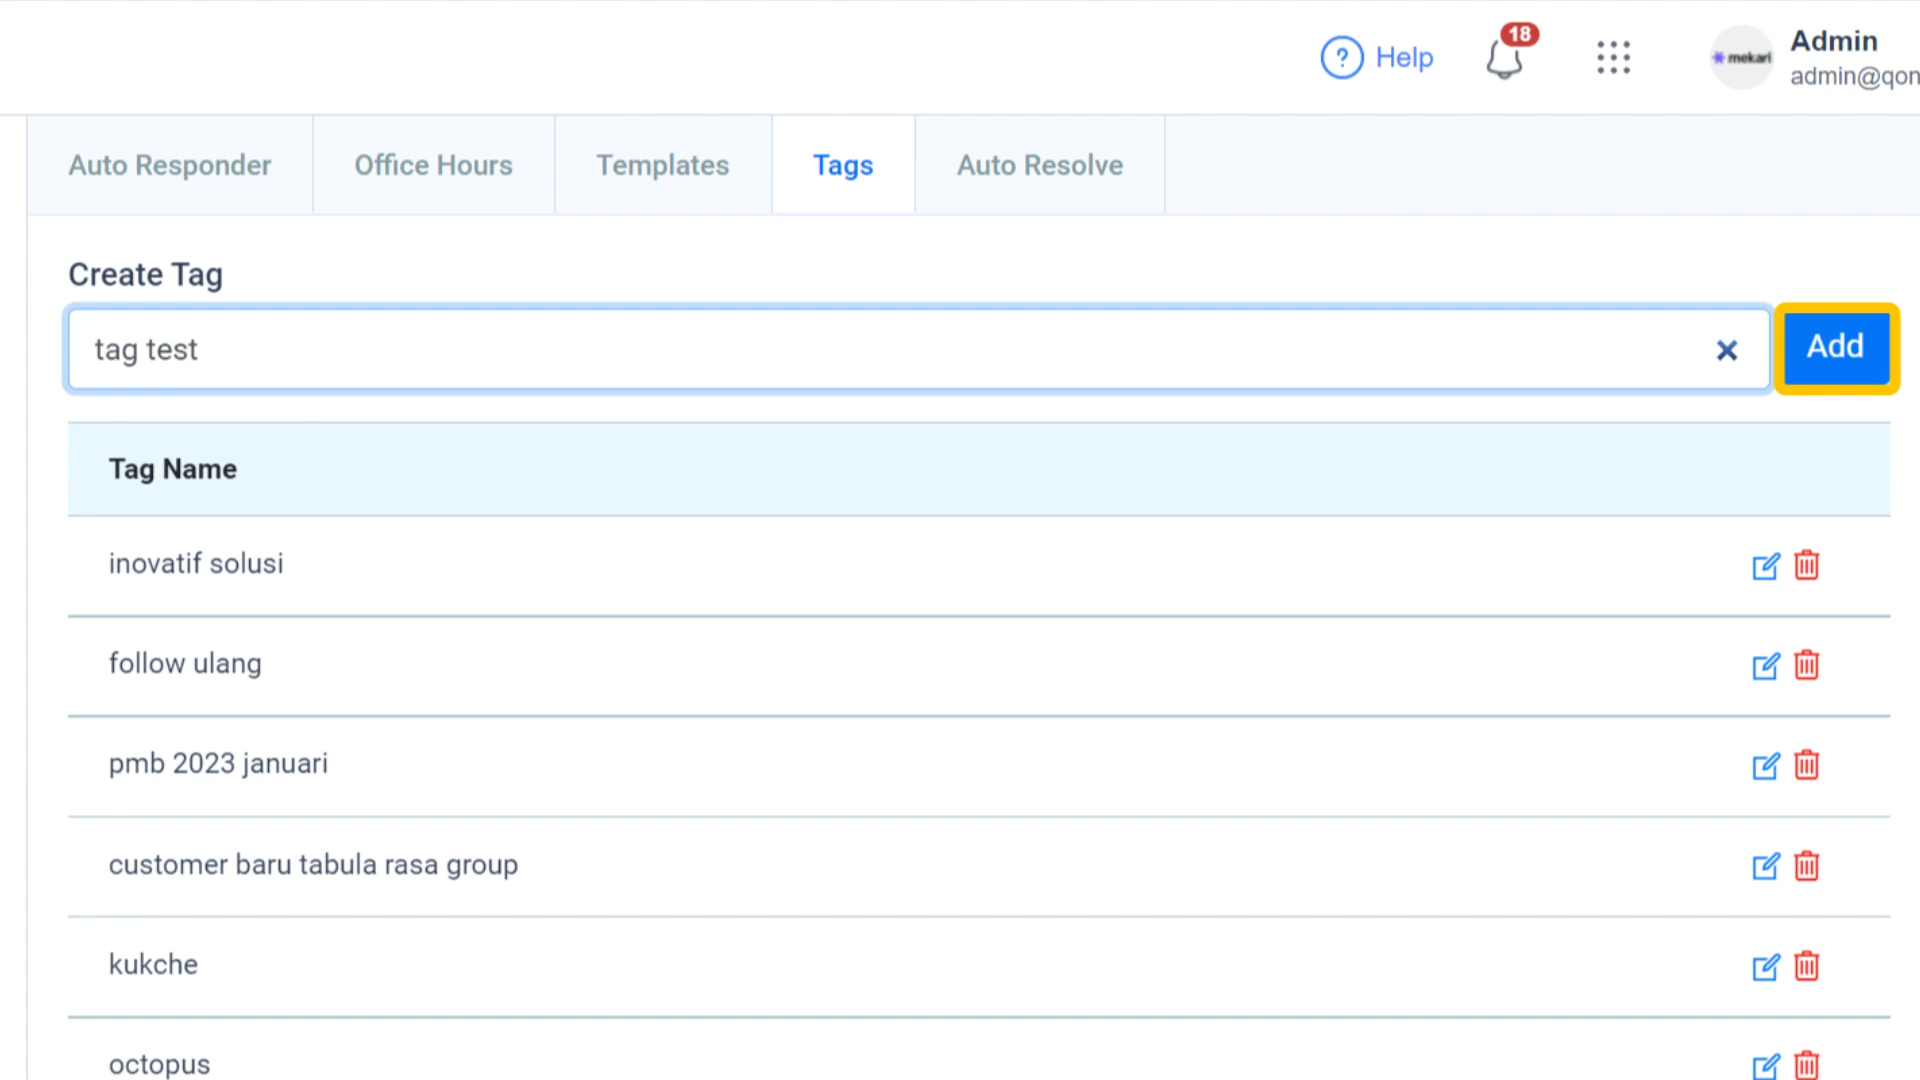 Help
18
mekari
Admin
admin@qon
Auto Responder
Office Hours
Templates
Tags
Auto Resolve
Create Tag
tag test
Add
Tag Name
inovatif solusi
follow ulang
pmb 2023 januari
customer baru tabula rasa group
kukche
octopus